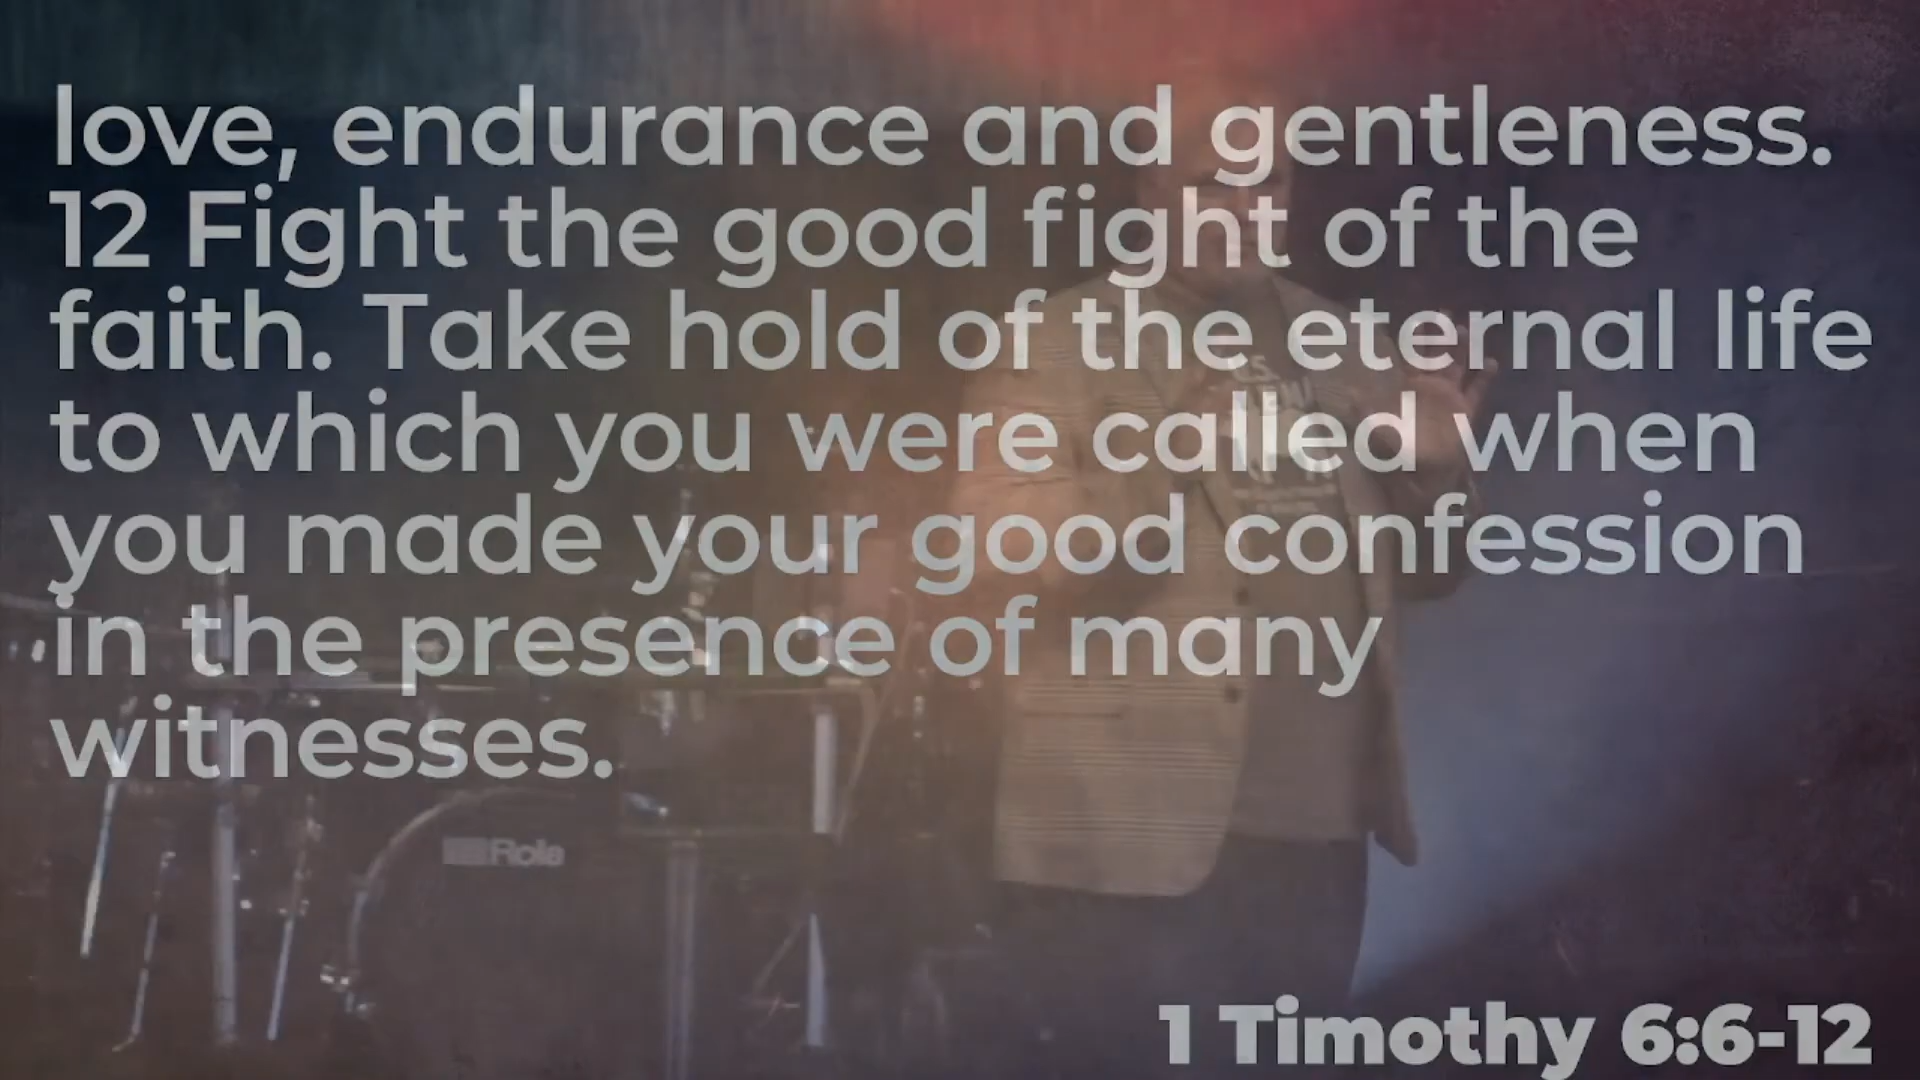 love, endurance and gentleness.
12 Fight the good fight of the
faith. Take hold of the eternal life
to which you were called when
you made your good confession
in the presence of many
witnesses.
1 Timothy 6:6-12